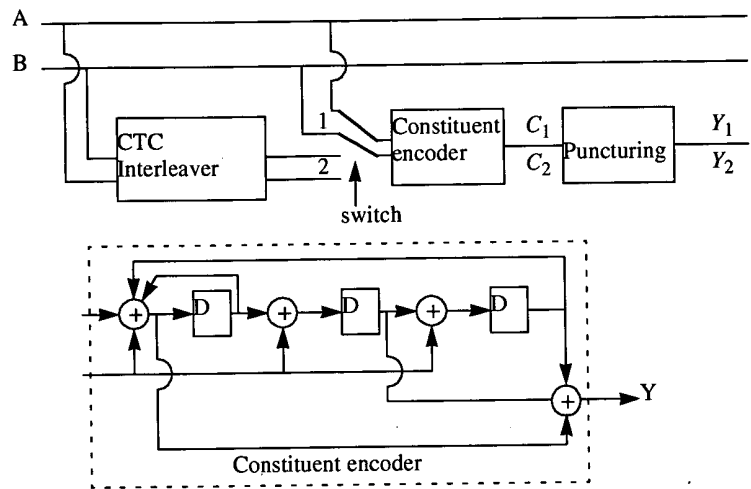 A
B
CTC
Interleaver
1
2
switch
Constituent
encoder
C₁
C₂
Puncturing
Y₁
Y₂
D
D
D
+
+
+
+
Y
Constituent encoder